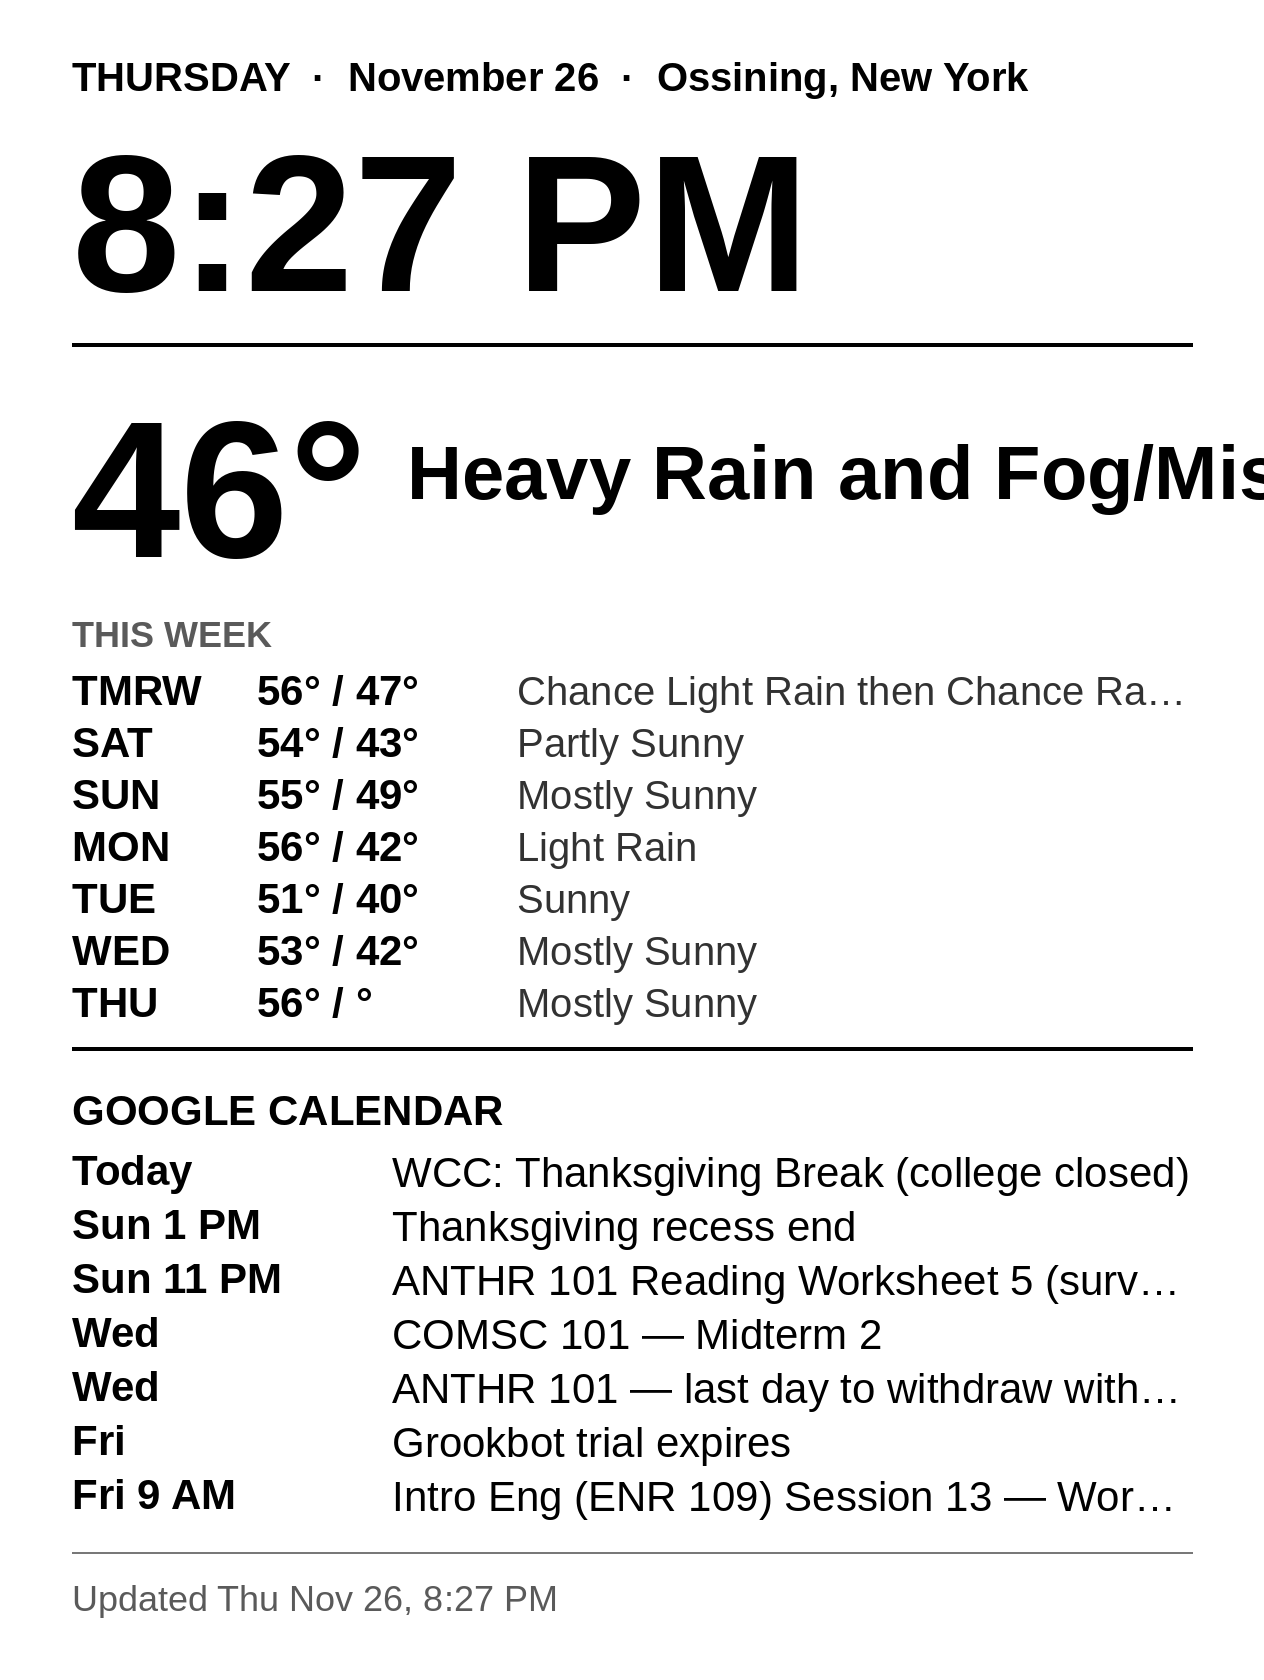 THURSDAY · November 26 · Ossining, New York
8:27 PM
46° Heavy Rain and Fog/Mis
THIS WEEK
TMRW 56° / 47° Chance Light Rain then Chance Ra…
SAT 54° / 43° Partly Sunny
SUN 55° / 49° Mostly Sunny
MON 56° / 42° Light Rain
TUE 51° / 40° Sunny
WED 53° / 42° Mostly Sunny
THU 56° / ° Mostly Sunny
GOOGLE CALENDAR
Today WCC: Thanksgiving Break (college closed)
Sun 1 PM Thanksgiving recess end
Sun 11 PM ANTHR 101 Reading Worksheet 5 (surv…
Wed COMSC 101 — Midterm 2
Wed ANTHR 101 — last day to withdraw with…
Fri Grookbot trial expires
Fri 9 AM Intro Eng (ENR 109) Session 13 — Wor…
Updated Thu Nov 26, 8:27 PM